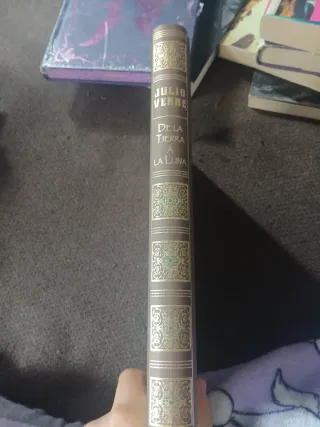 JULIO
VERNE
DE LA
TIERRA
A
LA LUNA